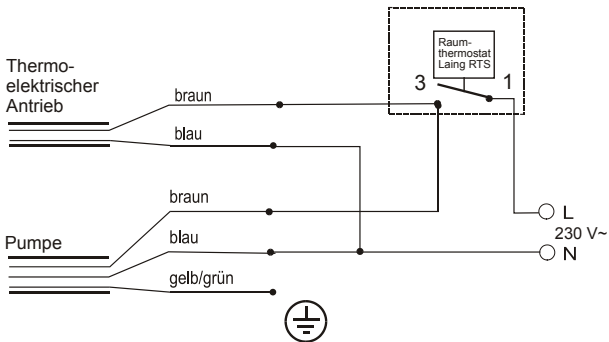 Raum-
thermostat
Laing RTS
3
1
Thermo-
elektrischer
Antrieb
braun
blau
braun
L
230 V~
Pumpe
blau
N
gelb/grün